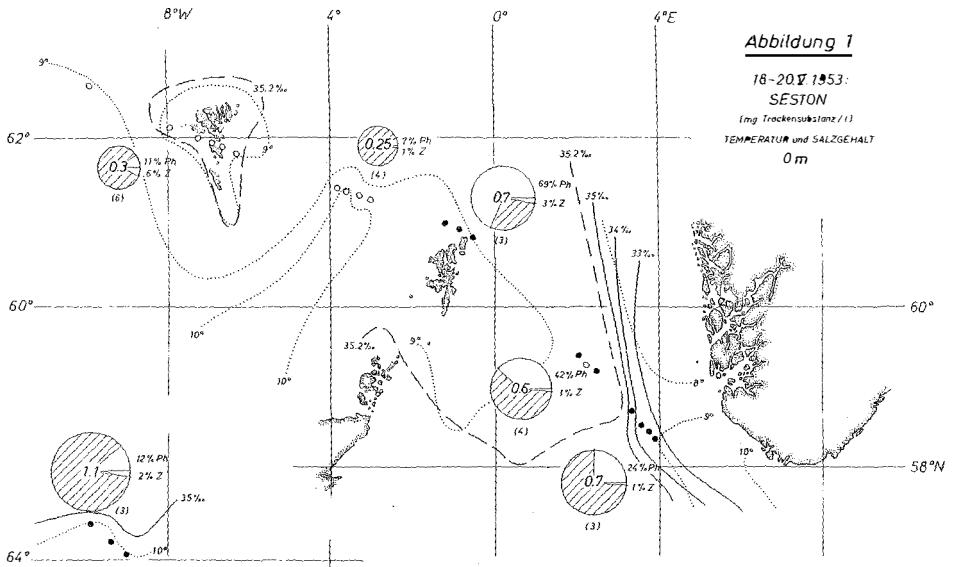 8°W
4°
0°
4°E
Abbildung 1
18-20.V.1953:
SESTON
(mg Trockensubstanz/l)
TEMPERATUR und SALZGEHALT
0 m
9°
35.2‰
9°
62°
0.3
11% Ph
6% Z
(6)
0.25
7% Ph
1% Z
(4)
0.7
69% Ph
3% Z
(3)
35.2‰
35‰
34‰
33‰
60°
60°
10°
10°
35.2‰
9°
0.6
42% Ph
1% Z
(4)
8°
9°
10°
1.1
12% Ph
2% Z
(3)
35‰
10°
0.7
24% Ph
1% Z
(3)
58°N
64°